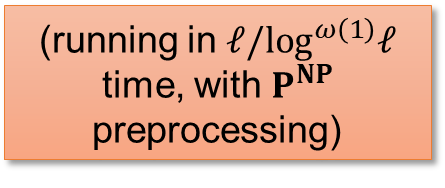 (running in ℓ/log^{ω(1)} ℓ
time, with P^{NP}
preprocessing)